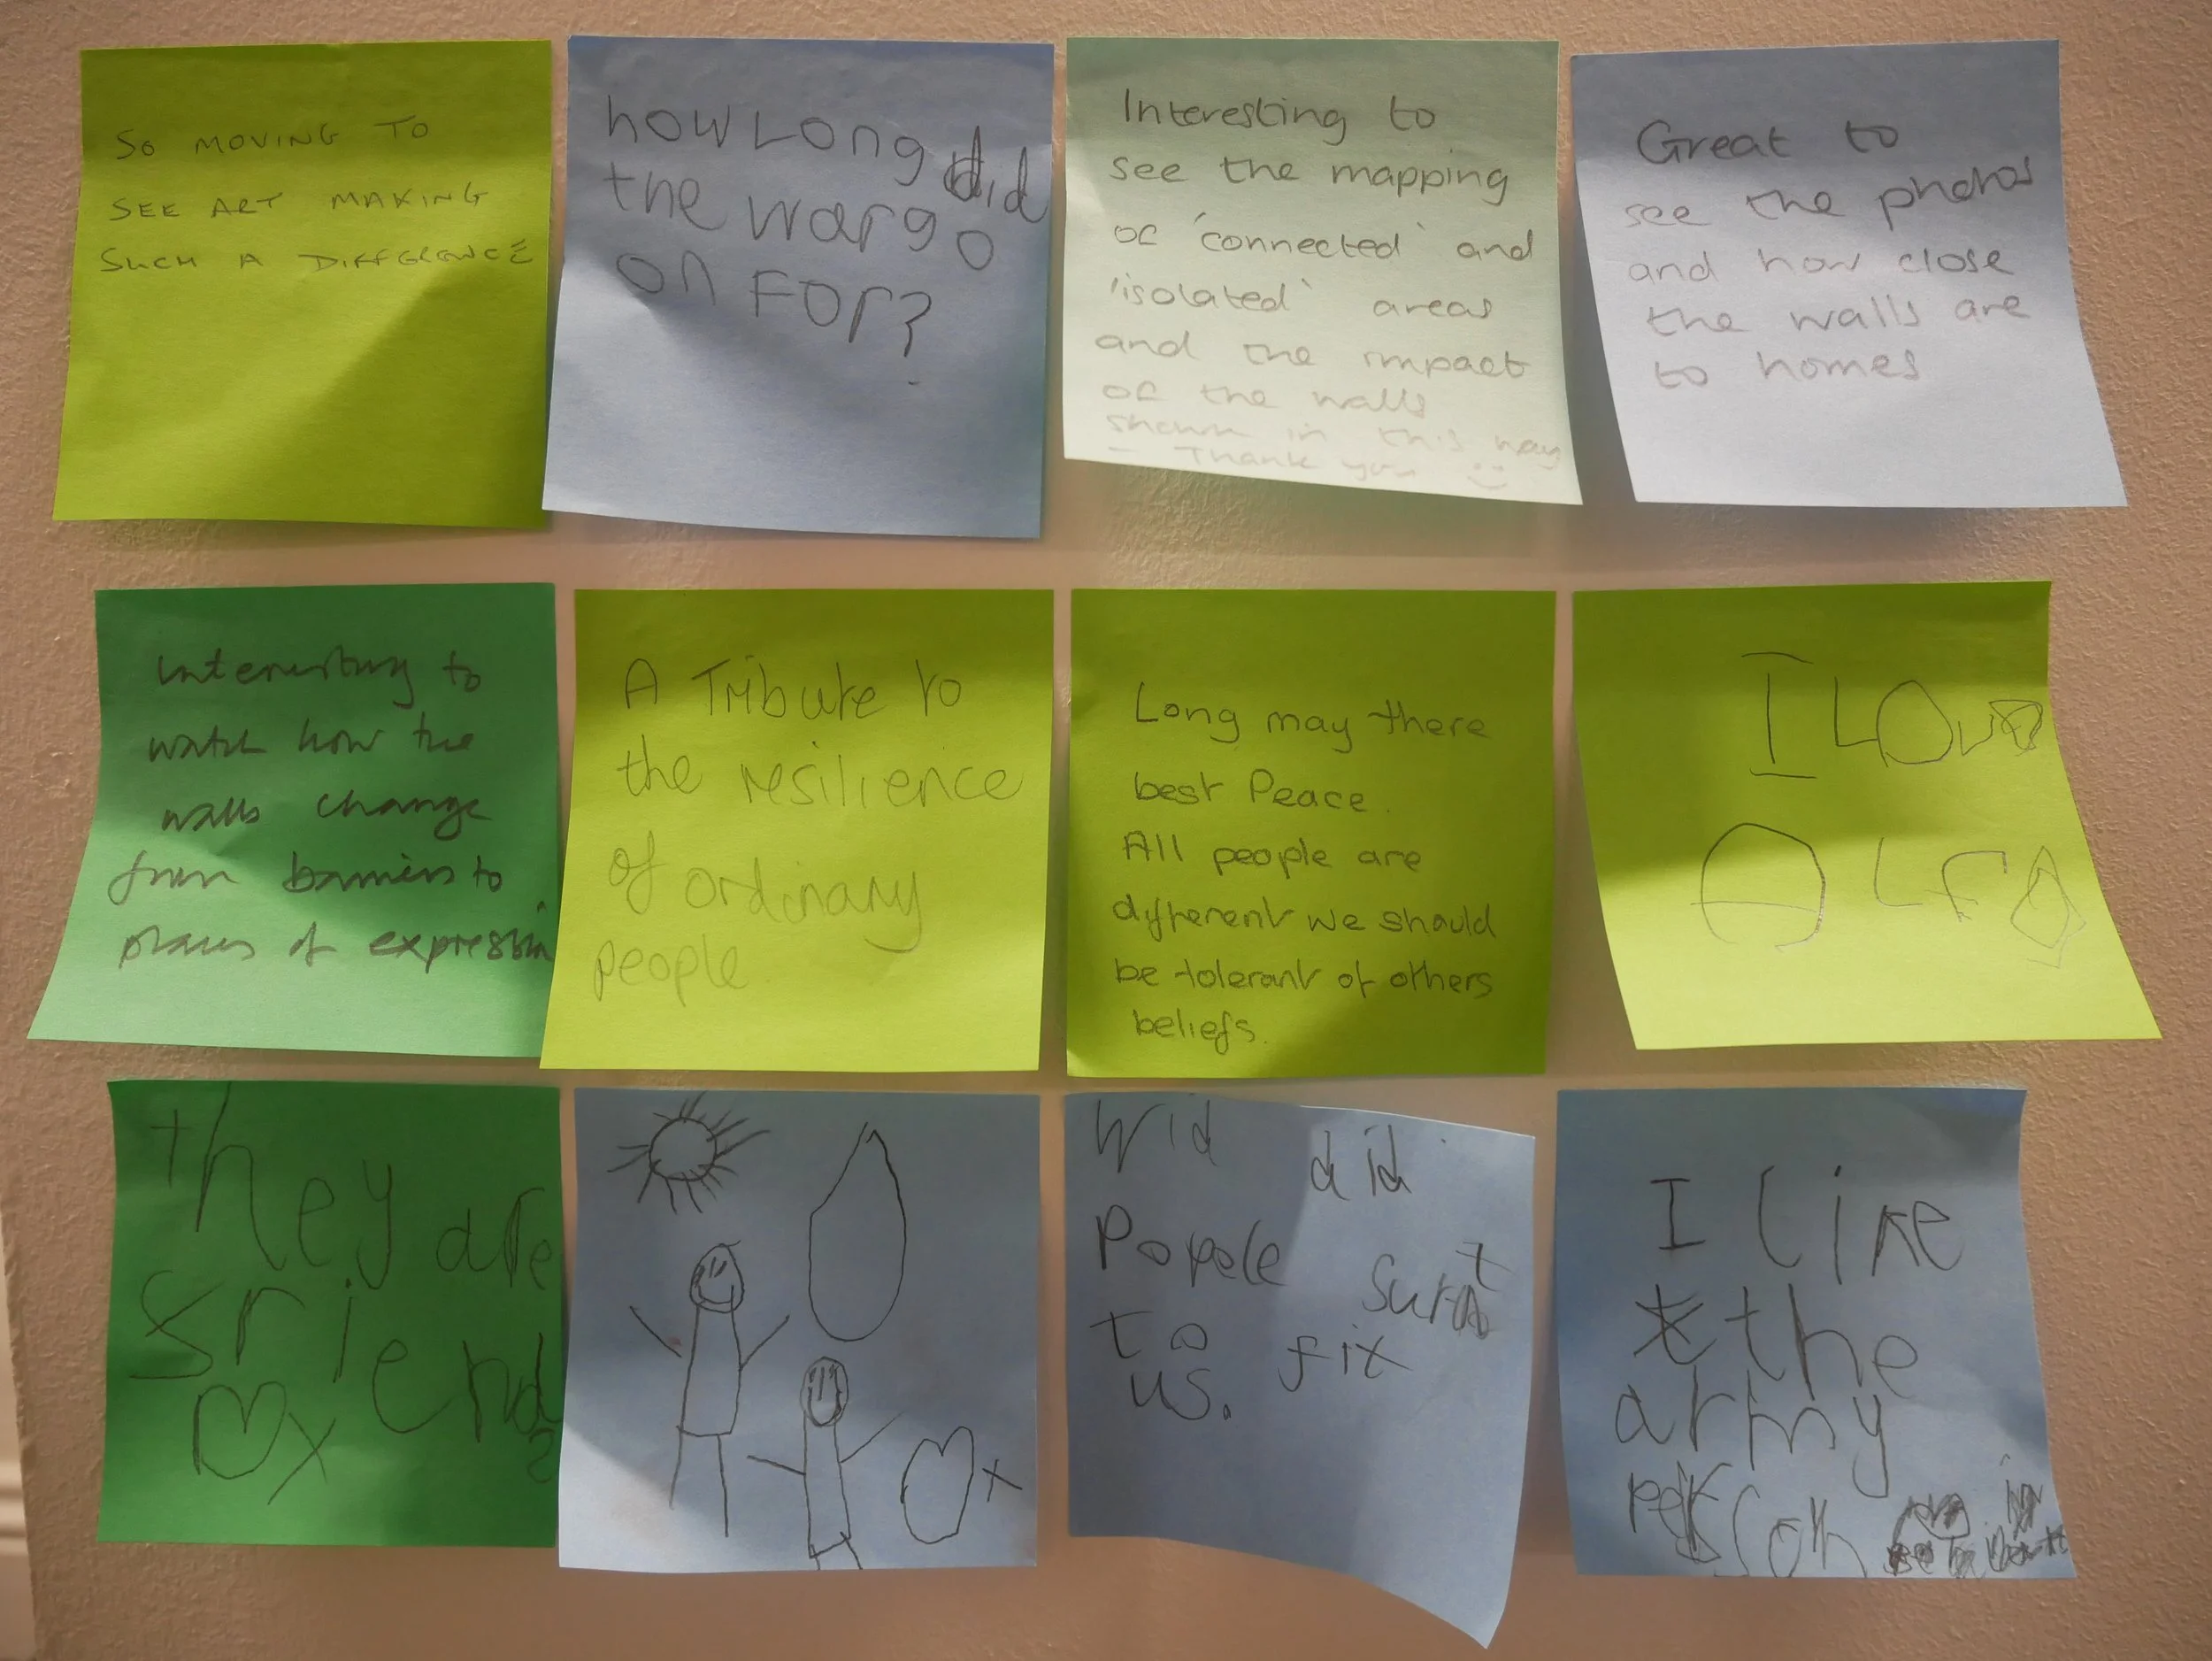 SO MOVING TO
SEE ART MAKING
SUCH A DIFFERENCE
how Long did
the war go
on For?
Interesting to
see the mapping
of 'connected' and
'isolated' areas
and the impact
of the walls
shown in this way
- Thank you :)
Great to
see the photos
and how close
the walls are
to homes
Interesting to
watch how the
walls change
from barriers to
places of expression
A Tribute to
the resilience
of ordinary
people.
Long may there
best Peace.
All people are
different we should
be tolerant of others
beliefs.
I Love
they are
friends
x
x
Wid did
Popele
Surt
to fix
us.
I like
the
army
person